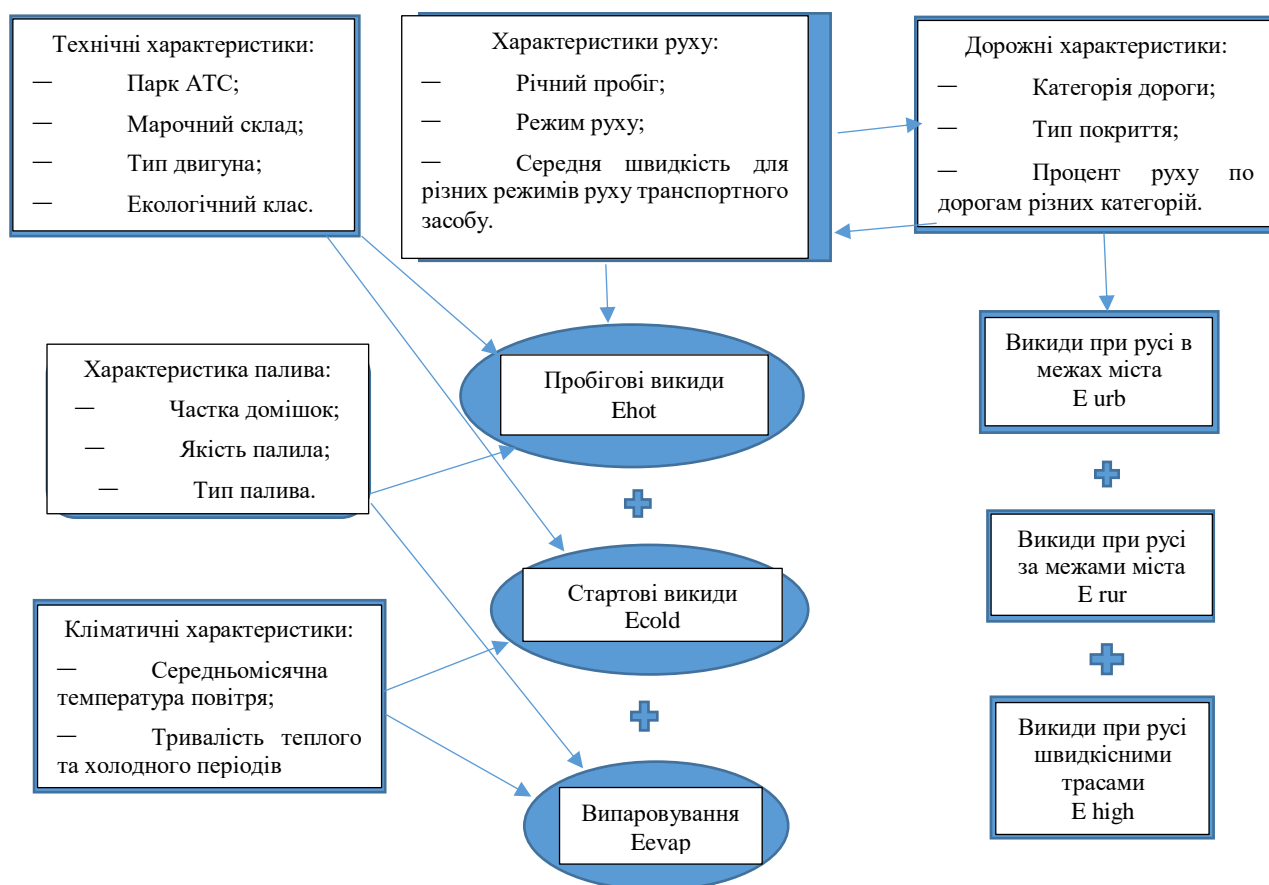 Технічні характеристики:
— Парк АТС;
— Марочний склад;
— Тип двигуна;
— Екологічний клас.
Характеристики руху:
— Річний пробіг;
— Режим руху;
— Середня швидкість для
різних режимів руху транспортного
засобу.
Дорожні характеристики:
— Категорія дороги;
— Тип покриття;
— Процент руху по
дорогам різних категорій.
Характеристика палива:
— Частка домішок;
— Якість палила;
— Тип палива.
Кліматичні характеристики:
— Середньомісячна
температура повітря;
— Тривалість теплого
та холодного періодів
Пробігові викиди
Ehot
Стартові викиди
Ecold
Випаровування
Eevap
Викиди при русі в
межах міста
E urb
Викиди при русі
за межами міста
E rur
Викиди при русі
швидкісними
трасами
E high